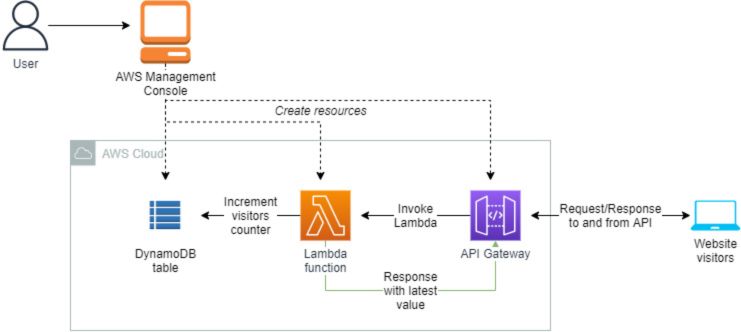 User
AWS Management
Console
Create resources
AWS Cloud
DynamoDB
table
Increment
visitors
counter
Lambda
function
Invoke
Lambda
Response
with latest
value
API Gateway
Request/Response
to and from API
Website
visitors